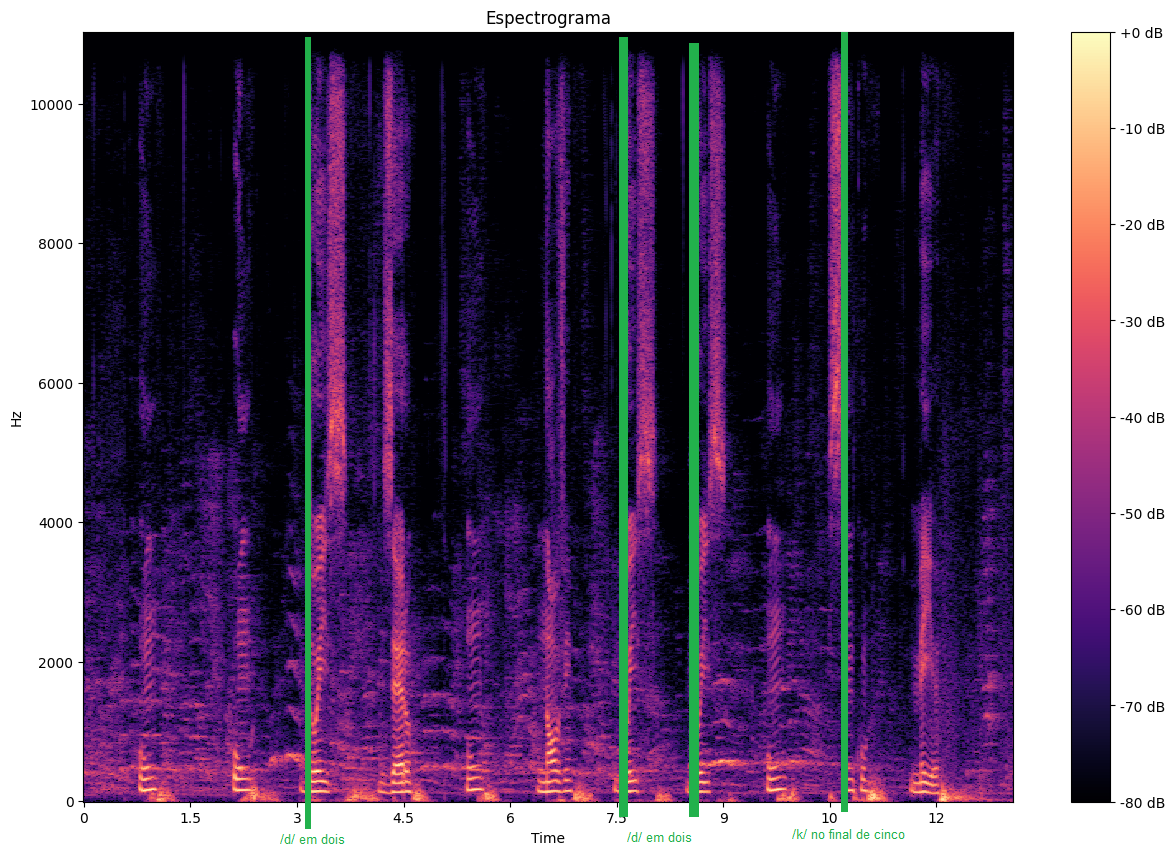 Espectrograma
+0 dB
10000
-10 dB
8000
-20 dB
-30 dB
6000
Hz
-40 dB
4000
-50 dB
-60 dB
2000
-70 dB
0
-80 dB
0 1.5 3 4.5 6 7.5 9 10 12
Time
/d/ em dois /d/ em dois /k/ no final de cinco